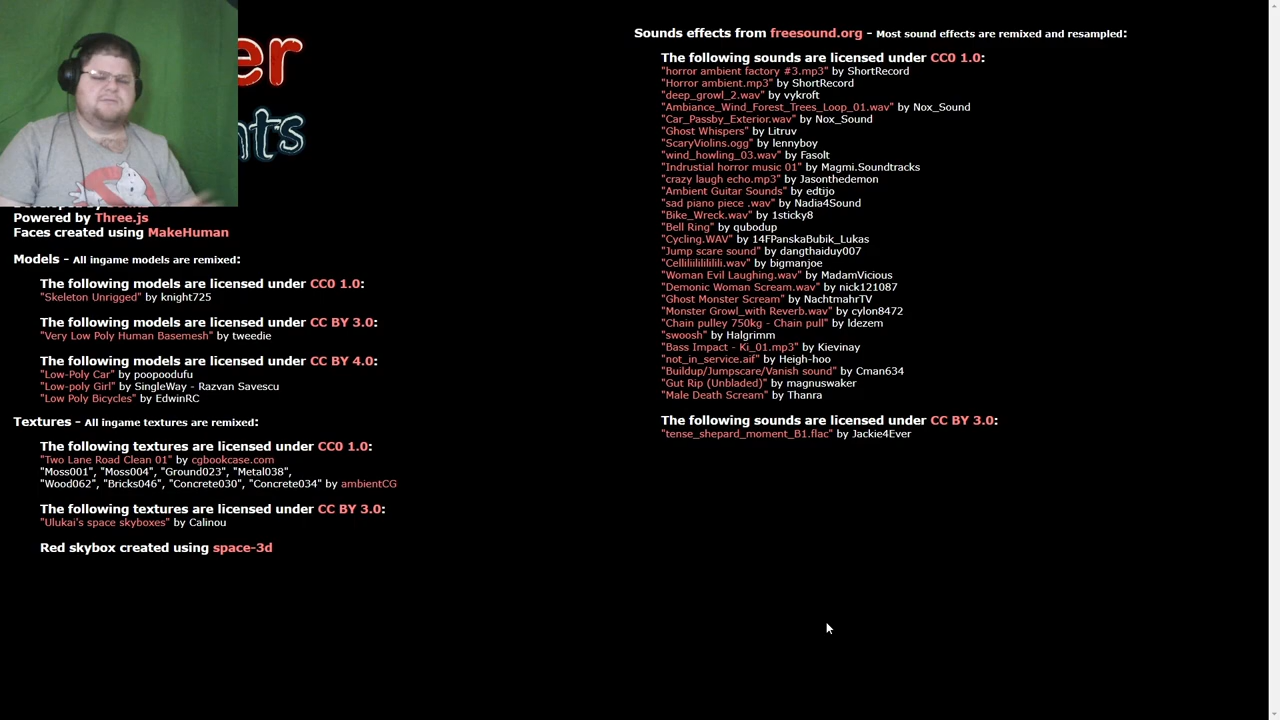 er
nts
Powered by Three.js
Faces created using MakeHuman
Models - All ingame models are remixed:
The following models are licensed under CC0 1.0:
"Skeleton Unrigged" by knight725
The following models are licensed under CC BY 3.0:
"Very Low Poly Human Basemesh" by tweedie
The following models are licensed under CC BY 4.0:
"Low-Poly Car" by poopoodufu
"Low-poly Girl" by SingleWay - Razvan Savescu
"Low Poly Bicycles" by EdwinRC
Textures - All ingame textures are remixed:
The following textures are licensed under CC0 1.0:
"Two Lane Road Clean 01" by cgbookcase.com
"Moss001", "Moss004", "Ground023", "Metal038",
"Wood062", "Bricks046", "Concrete030", "Concrete034" by ambientCG
The following textures are licensed under CC BY 3.0:
"Ulukai's space skyboxes" by Calinou
Red skybox created using space-3d
Sounds effects from freesound.org - Most sound effects are remixed and resampled:
The following sounds are licensed under CC0 1.0:
"horror ambient factory #3.mp3" by ShortRecord
"Horror ambient.mp3" by ShortRecord
"deep_growl_2.wav" by vykroft
"Ambiance_Wind_Forest_Trees_Loop_01.wav" by Nox_Sound
"Car_Passby_Exterior.wav" by Nox_Sound
"Ghost Whispers" by Litruv
"ScaryViolins.ogg" by lennyboy
"wind_howling_03.wav" by Fasolt
"Indrustial horror music 01" by Magmi.Soundtracks
"crazy laugh echo.mp3" by Jasonthedemon
"Ambient Guitar Sounds" by edtijo
"sad piano piece .wav" by Nadia4Sound
"Bike_Wreck.wav" by 1sticky8
"Bell Ring" by qubodup
"Cycling.WAV" by 14FPanskaBubik_Lukas
"Jump scare sound" by dangthaiduy007
"Celliiliililililili.wav" by bigmanjoe
"Woman Evil Laughing.wav" by MadamVicious
"Demonic Woman Scream.wav" by nick121087
"Ghost Monster Scream" by NachtmahrTV
"Monster Growl_with Reverb.wav" by cylon8472
"Chain pulley 750kg - Chain pull" by ldezem
"swoosh" by Halgrimm
"Bass Impact - Ki_01.mp3" by Kievinay
"not_in_service.aif" by Heigh-hoo
"Buildup/Jumpscare/Vanish sound" by Cman634
"Gut Rip (Unbladed)" by magnuswaker
"Male Death Scream" by Thanra
The following sounds are licensed under CC BY 3.0:
"tense_shepard_moment_B1.flac" by Jackie4Ever